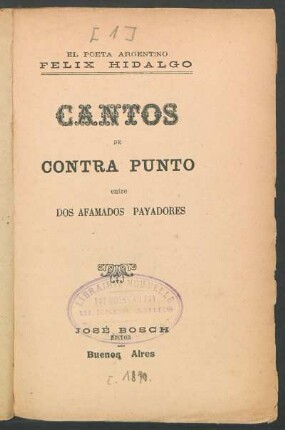 [1]
EL POETA ARGENTINO
FELIX HIDALGO
CANTOS
DE
CONTRA PUNTO
entre
DOS AFAMADOS PAYADORES
JOSÉ BOSCH
EDITOR
Buenos Aires